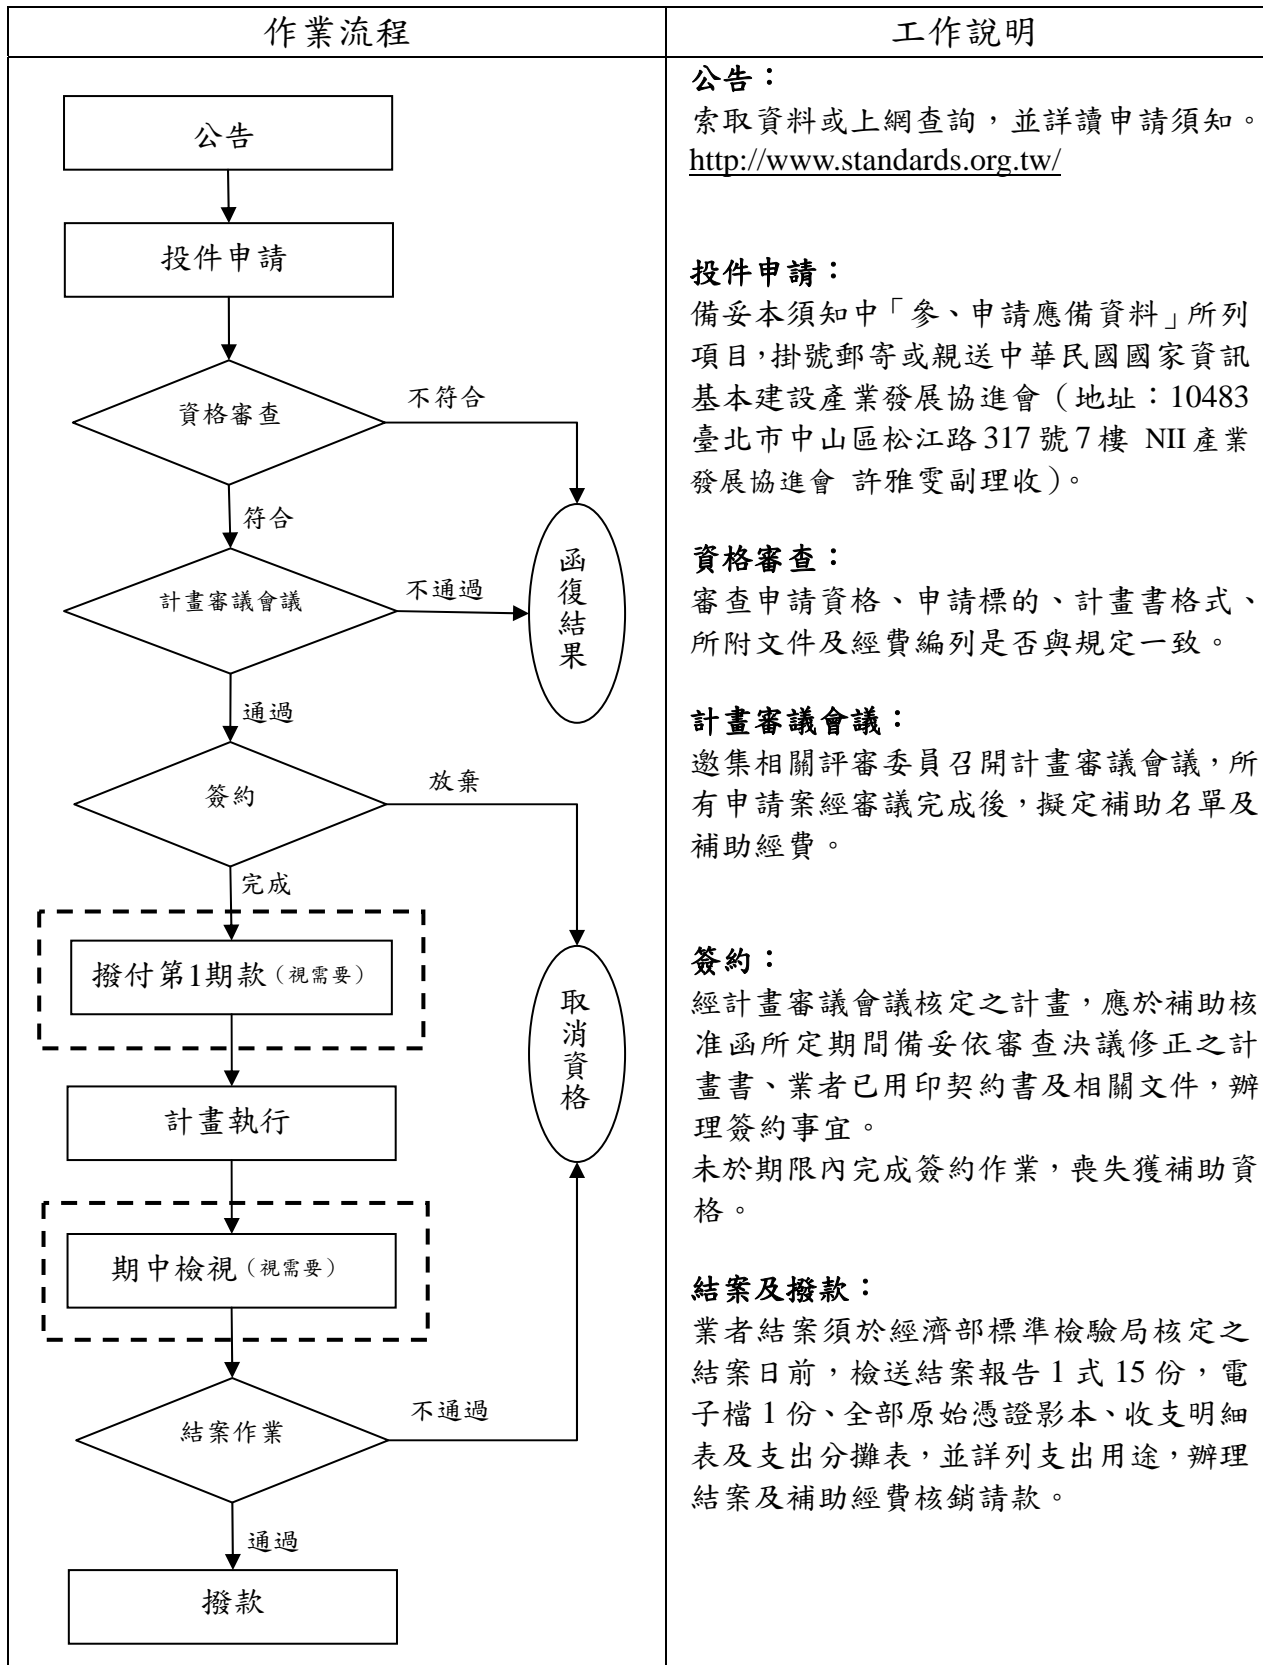 作業流程
工作說明
公告
投件申請
資格審查
不符合
符合
計畫審議會議
不通過
函復結果
通過
簽約
放棄
完成
撥付第1期款（視需要）
取消資格
計畫執行
期中檢視（視需要）
結案作業
不通過
通過
撥款
公告：
索取資料或上網查詢，並詳讀申請須知。
http://www.standards.org.tw/
投件申請：
備妥本須知中「參、申請應備資料」所列
項目，掛號郵寄或親送中華民國國家資訊
基本建設產業發展協進會（地址：10483
臺北市中山區松江路 317 號 7 樓 NII 產業
發展協進會 許雅雯副理收）。
資格審查：
審查申請資格、申請標的、計畫書格式、
所附文件及經費編列是否與規定一致。
計畫審議會議：
邀集相關評審委員召開計畫審議會議，所
有申請案經審議完成後，擬定補助名單及
補助經費。
簽約：
經計畫審議會議核定之計畫，應於補助核
准函所定期間備妥依審查決議修正之計
畫書、業者已用印契約書及相關文件，辦
理簽約事宜。
未於期限內完成簽約作業，喪失獲補助資
格。
結案及撥款：
業者結案須於經濟部標準檢驗局核定之
結案日前，檢送結案報告 1 式 15 份，電
子檔 1 份、全部原始憑證影本、收支明細
表及支出分攤表，並詳列支出用途，辦理
結案及補助經費核銷請款。